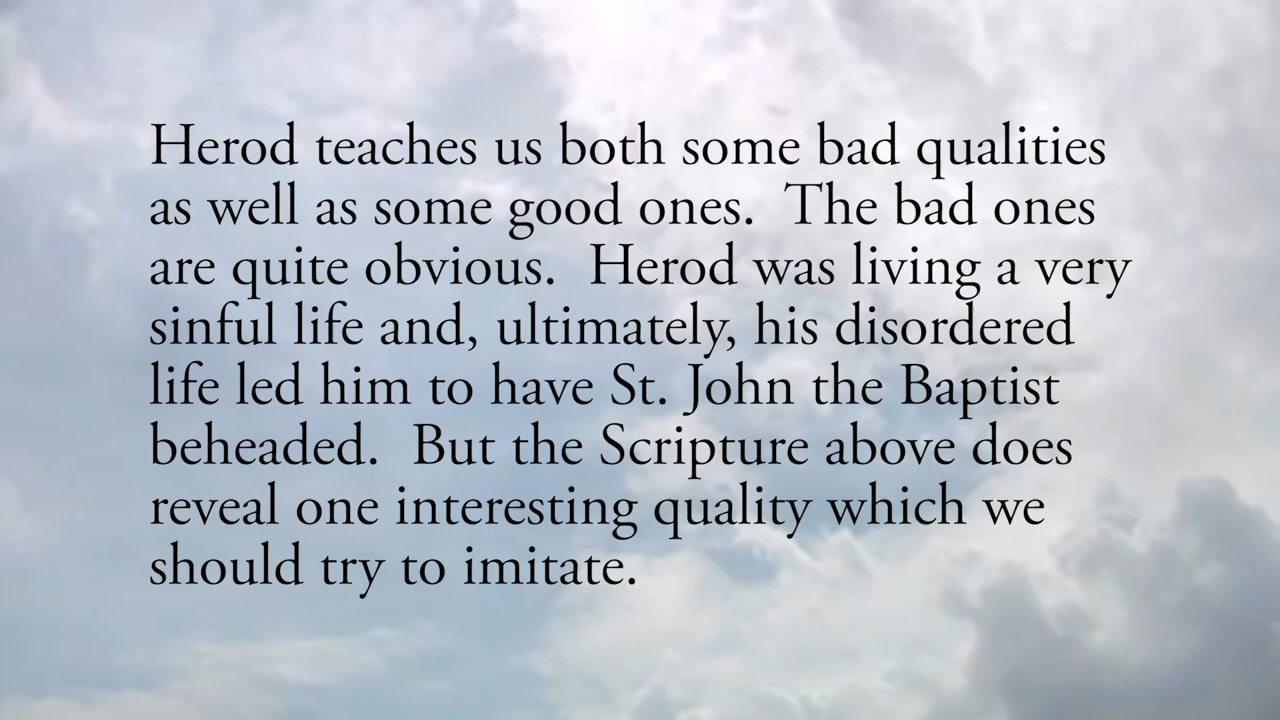 Herod teaches us both some bad qualities
as well as some good ones.  The bad ones
are quite obvious.  Herod was living a very
sinful life and, ultimately, his disordered
life led him to have St. John the Baptist
beheaded.  But the Scripture above does
reveal one interesting quality which we
should try to imitate.